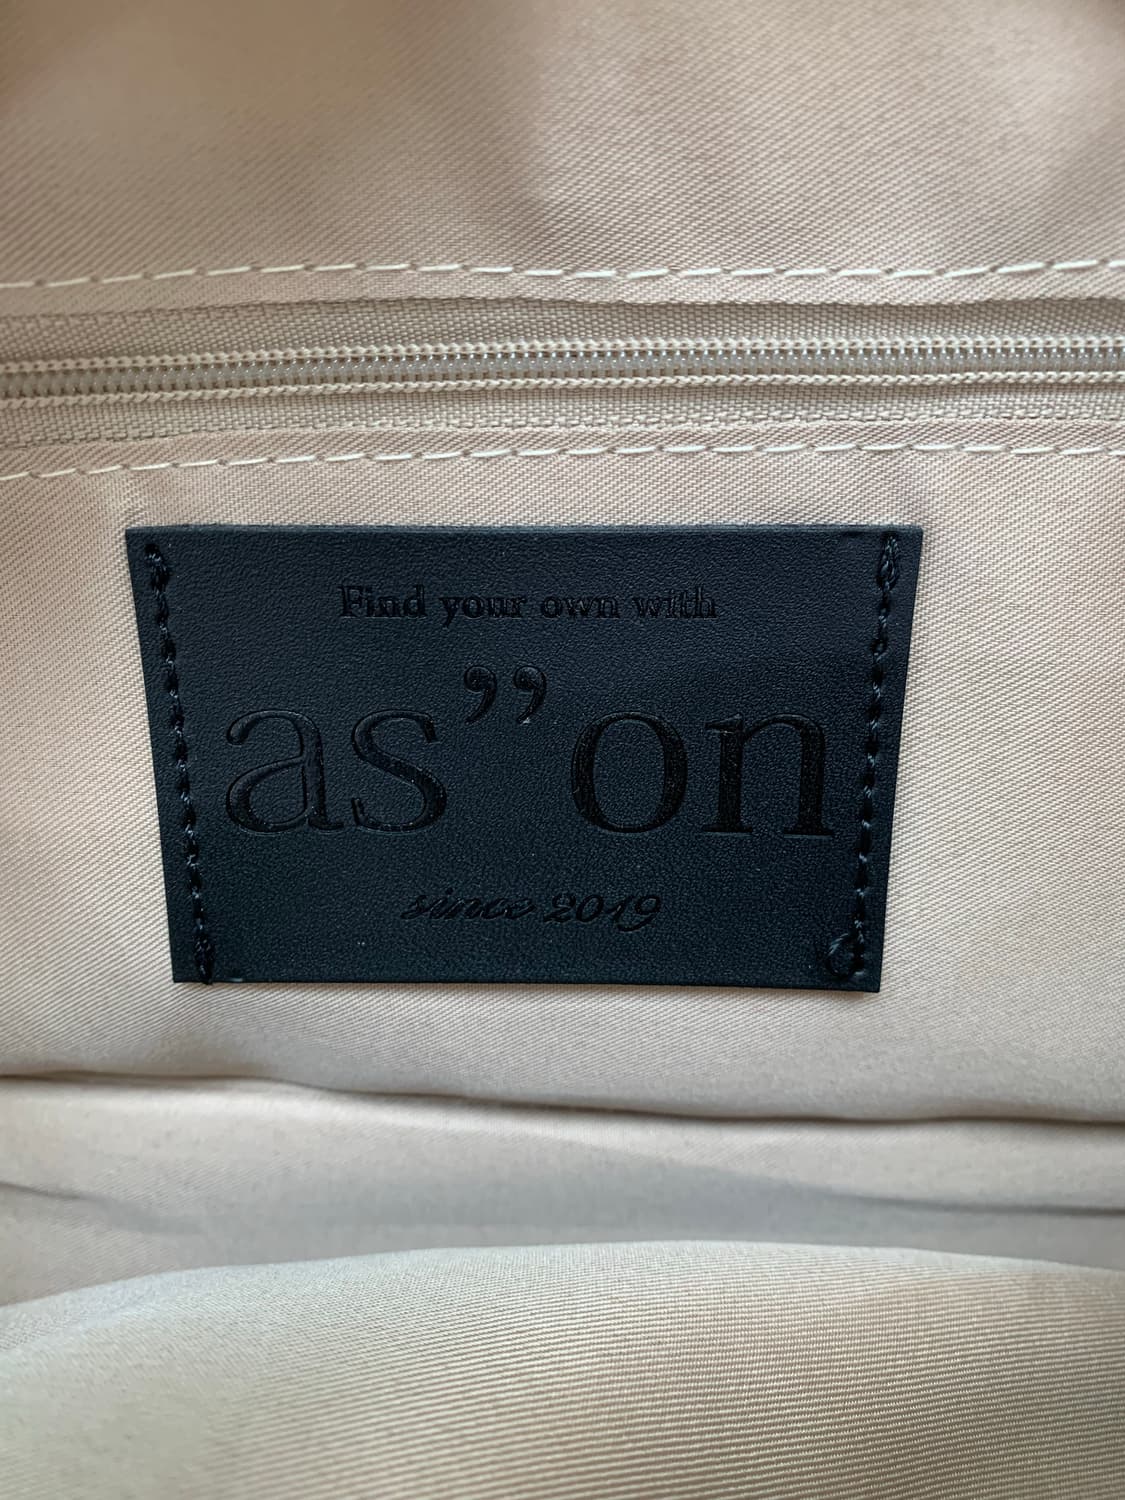 Find your own with
as”on
since 2019